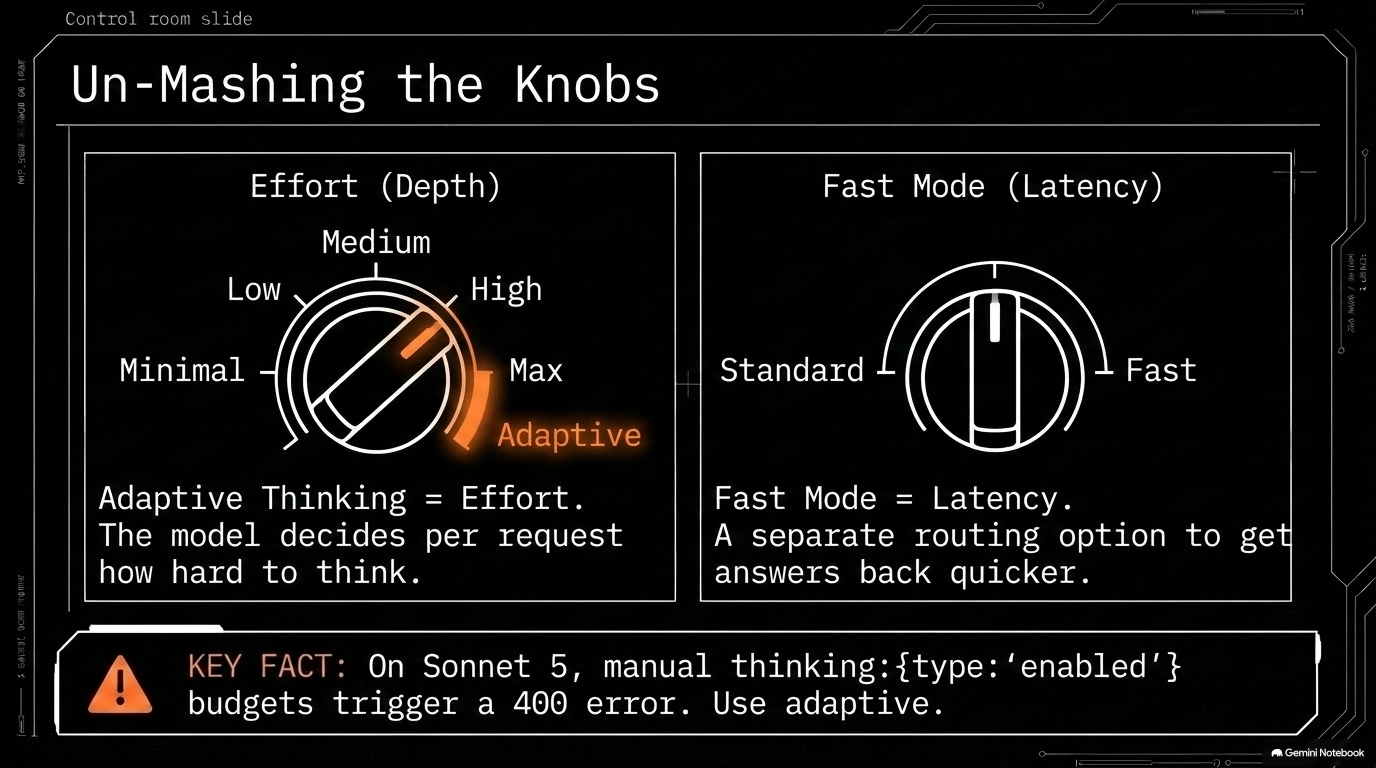 Control room slide
Un-Mashing the Knobs
Effort (Depth)
Medium
Low
High
Minimal
Max
Adaptive
Adaptive Thinking = Effort.
The model decides per request
how hard to think.
Fast Mode (Latency)
Standard
Fast
Fast Mode = Latency.
A separate routing option to get
answers back quicker.
KEY FACT: On Sonnet 5, manual thinking:{type:‘enabled’}
budgets trigger a 400 error. Use adaptive.
Gemini Notebook